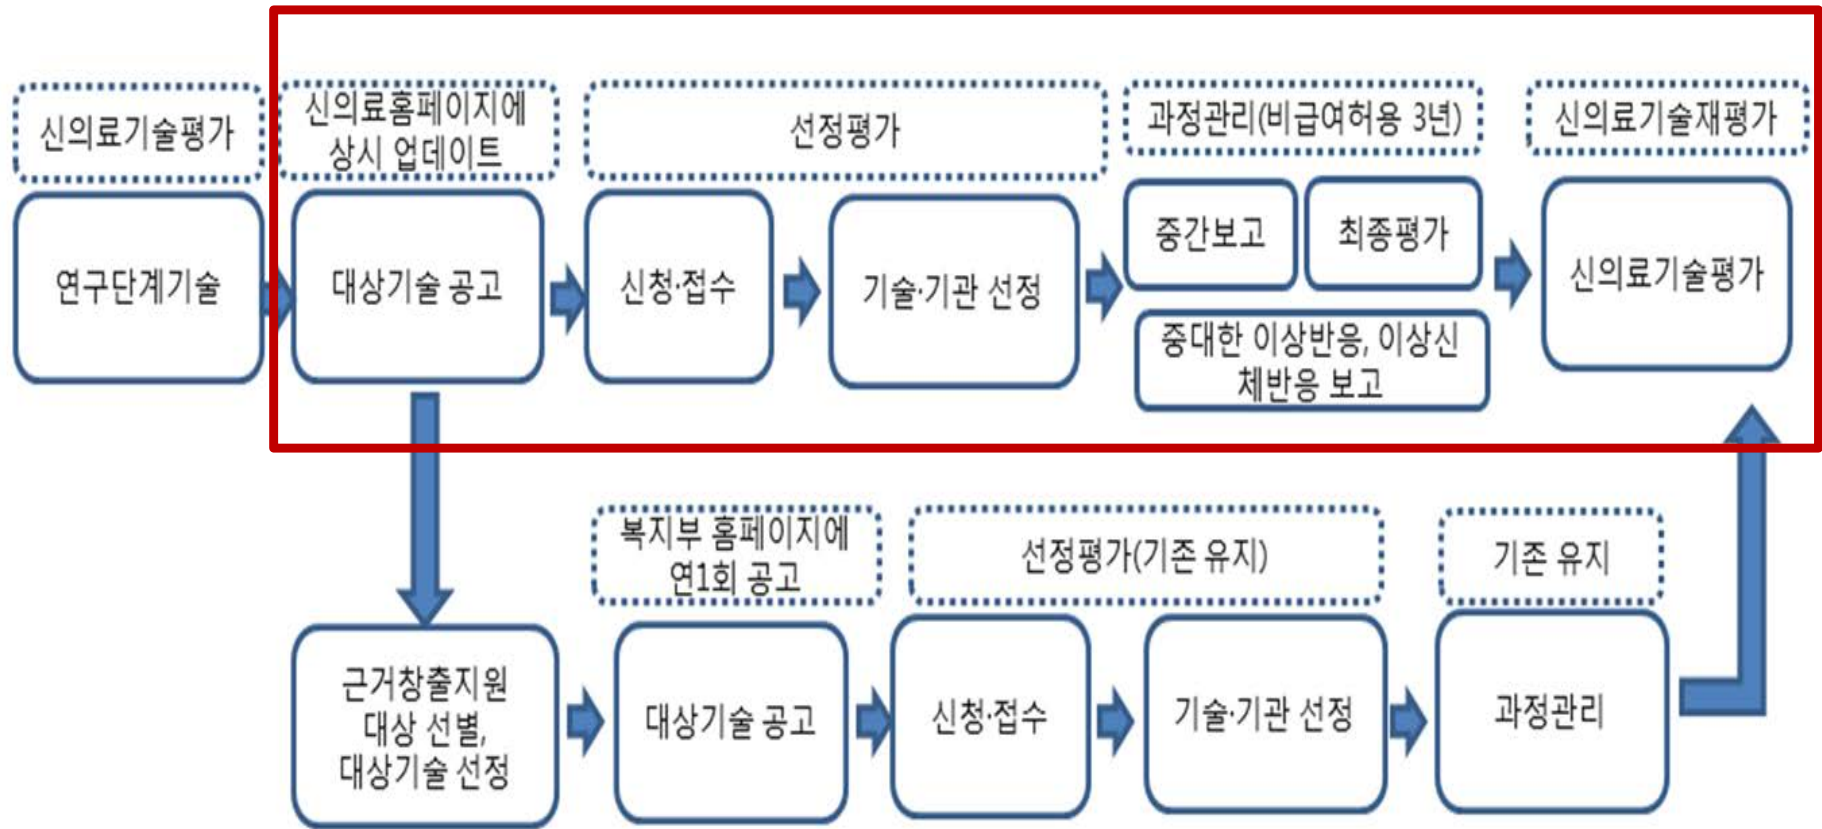 신의료기술평가
신의료홈페이지에
상시 업데이트
선정평가
과정관리(비급여허용 3년)
신의료기술재평가
연구단계기술
대상기술 공고
신청·접수
기술·기관 선정
중간보고
최종평가
중대한 이상반응, 이상신
체반응 보고
신의료기술평가
복지부 홈페이지에
연1회 공고
선정평가(기존 유지)
기존 유지
근거창출지원
대상 선별,
대상기술 선정
대상기술 공고
신청·접수
기술·기관 선정
과정관리